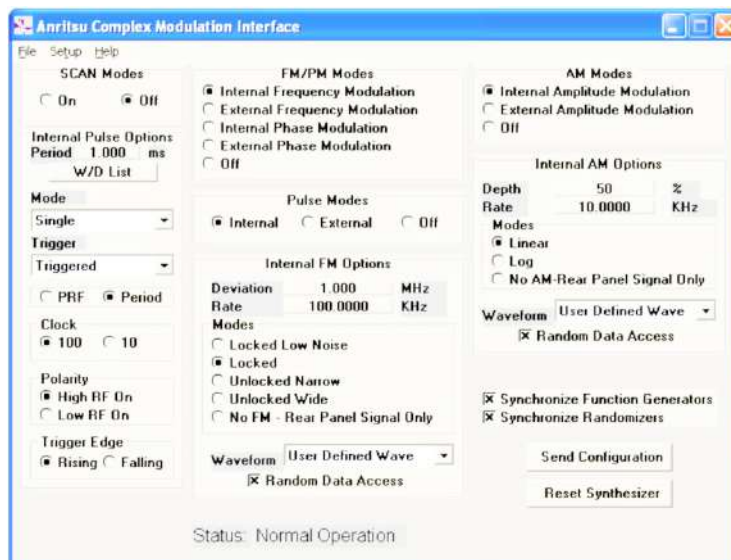 Anritsu Complex Modulation Interface
File Setup Help
SCAN Modes
On Off
Internal Pulse Options
Period 1.000 ms
W/D List
Mode
Single
Trigger
Triggered
PRF Period
Clock
100 10
Polarity
High RF On
Low RF On
Trigger Edge
Rising Falling
FM/PM Modes
Internal Frequency Modulation
External Frequency Modulation
Internal Phase Modulation
External Phase Modulation
Off
Pulse Modes
Internal External Off
Internal FM Options
Deviation 1.000 MHz
Rate 100.0000 KHz
Modes
Locked Low Noise
Locked
Unlocked Narrow
Unlocked Wide
No FM - Rear Panel Signal Only
Waveform User Defined Wave
Random Data Access
AM Modes
Internal Amplitude Modulation
External Amplitude Modulation
Off
Internal AM Options
Depth 50 %
Rate 10.0000 KHz
Modes
Linear
Log
No AM-Rear Panel Signal Only
Waveform User Defined Wave
Random Data Access
Synchronize Function Generators
Synchronize Randomizers
Send Configuration
Reset Synthesizer
Status: Normal Operation